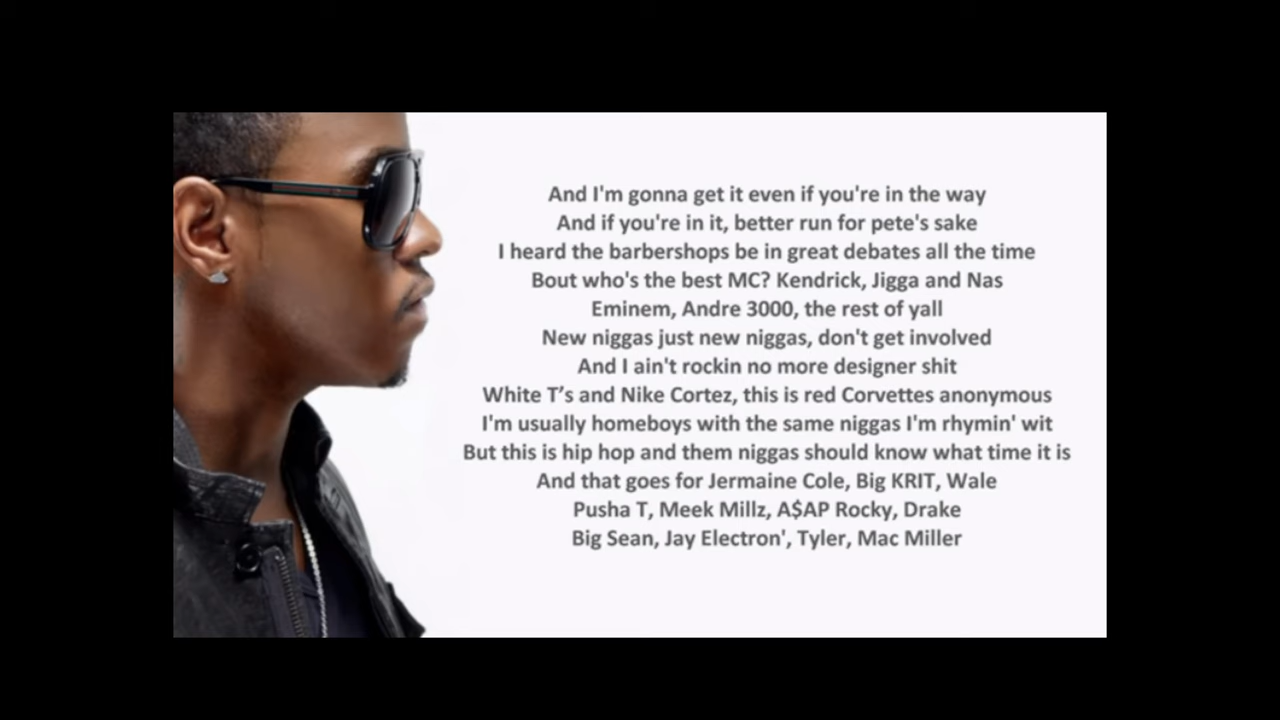 And I'm gonna get it even if you're in the way
And if you're in it, better run for pete's sake
I heard the barbershops be in great debates all the time
Bout who's the best MC? Kendrick, Jigga and Nas
Eminem, Andre 3000, the rest of yall
New niggas just new niggas, don't get involved
And I ain't rockin no more designer shit
White T’s and Nike Cortez, this is red Corvettes anonymous
I'm usually homeboys with the same niggas I'm rhymin' wit
But this is hip hop and them niggas should know what time it is
And that goes for Jermaine Cole, Big KRIT, Wale
Pusha T, Meek Millz, A$AP Rocky, Drake
Big Sean, Jay Electron', Tyler, Mac Miller